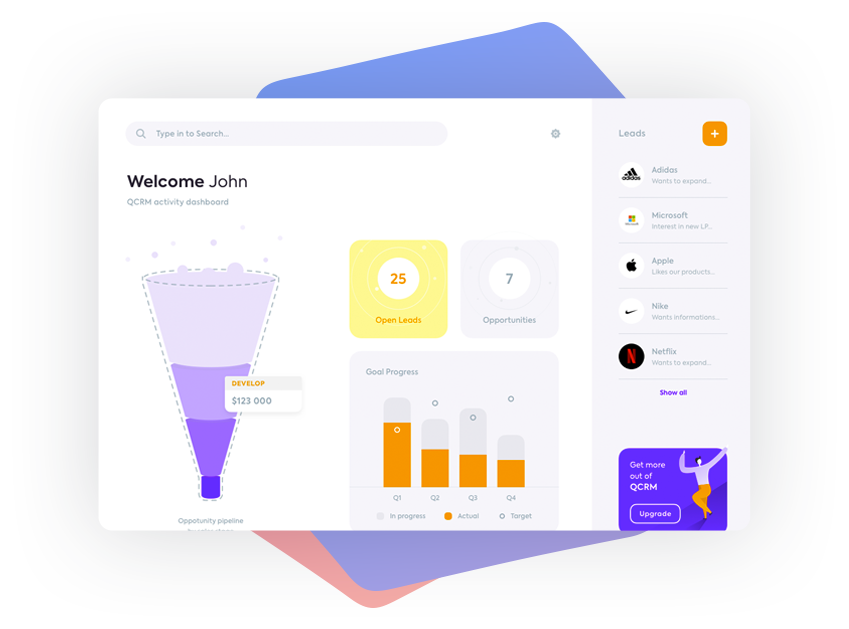 Type in to Search...
Welcome John
QCRM activity dashboard
DEVELOP
$123 000
Oppotunity pipeline
25
Open Leads
7
Opportunities
Goal Progress
Q1 Q2 Q3 Q4
In progress Actual Target
Leads
+
adidas
Adidas
Wants to expand...
Microsoft
Microsoft
Interest in new LP...
Apple
Likes our products...
Nike
Wants informations...
N
Netflix
Wants to expand...
Show all
Get more
out of
QCRM
Upgrade